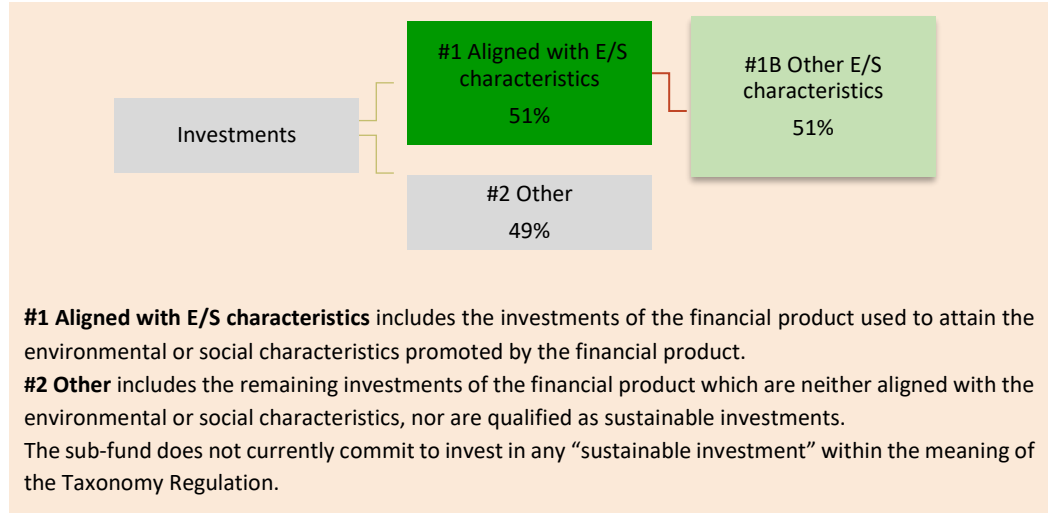 #1 Aligned with E/S
characteristics
51%
#1B Other E/S
characteristics
51%
Investments
#2 Other
49%
#1 Aligned with E/S characteristics includes the investments of the financial product used to attain the
environmental or social characteristics promoted by the financial product.
#2 Other includes the remaining investments of the financial product which are neither aligned with the
environmental or social characteristics, nor are qualified as sustainable investments.
The sub-fund does not currently commit to invest in any “sustainable investment” within the meaning of
the Taxonomy Regulation.